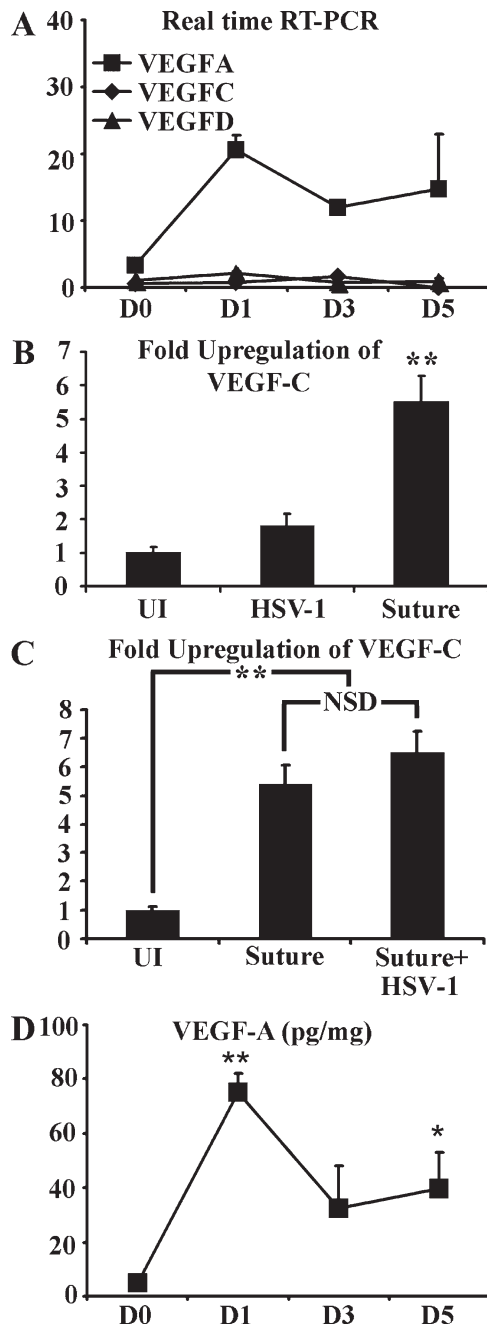 A
Real time RT-PCR
40
30
20
10
0
VEGFA
VEGFC
VEGFD
D0 D1 D3 D5
B
Fold Upregulation of
VEGF-C
**
7
6
5
4
3
2
1
0
UI HSV-1 Suture
C
Fold Upregulation of VEGF-C
**
NSD
8
7
6
5
4
3
2
1
0
UI Suture Suture+
HSV-1
D
VEGF-A (pg/mg)
100
80
60
40
20
0
**
*
D0 D1 D3 D5